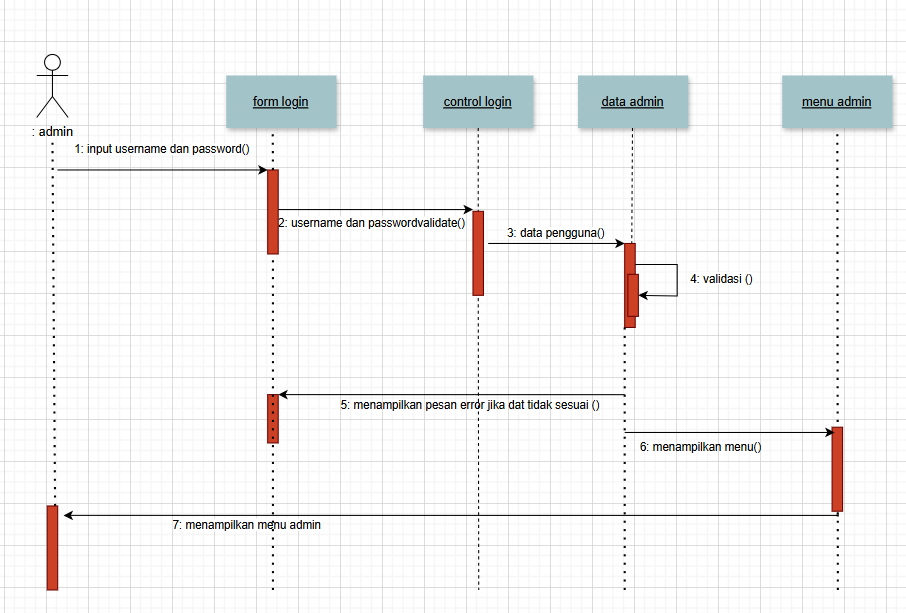 form login
control login
data admin
menu admin
: admin
1: input username dan password()
2: username dan passwordvalidate()
3: data pengguna()
4: validasi ()
5: menampilkan pesan error jika dat tidak sesuai ()
6: menampilkan menu()
7: menampilkan menu admin